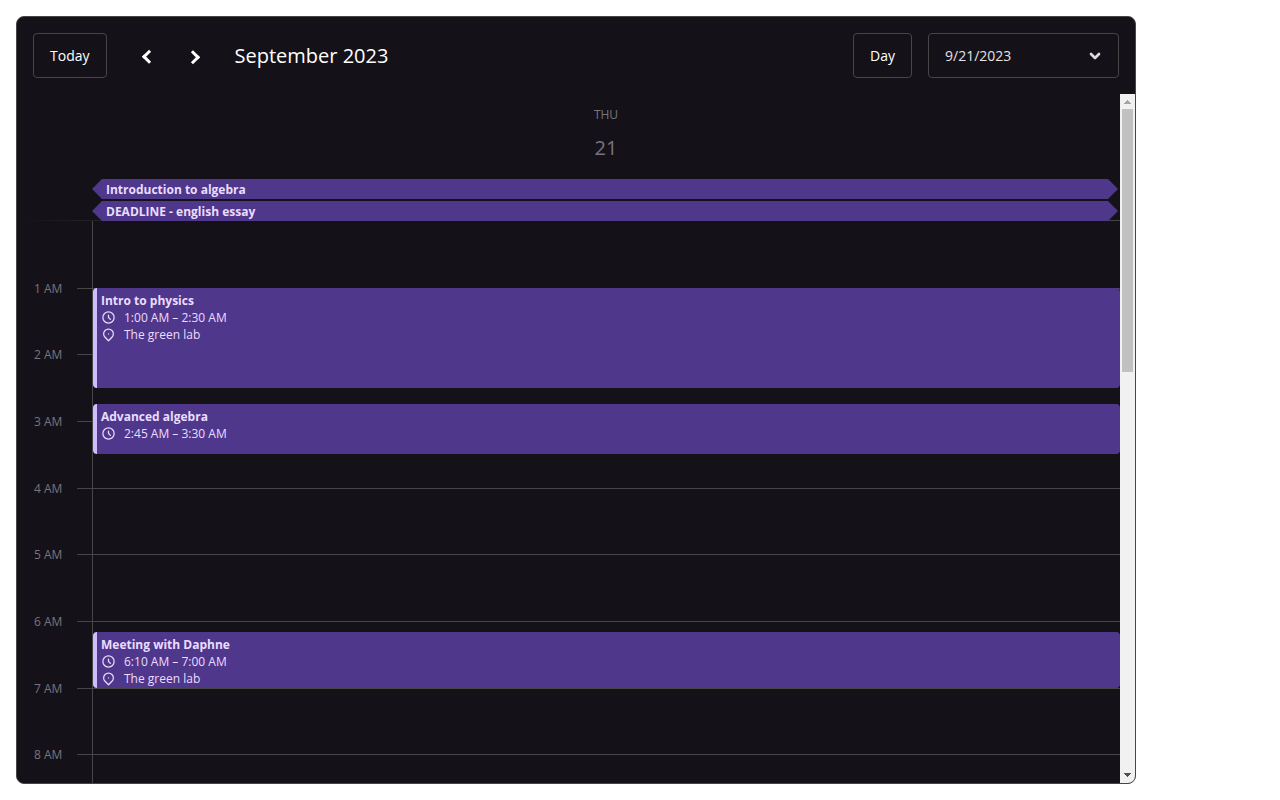 Today
September 2023
Day
9/21/2023
THU
21
Introduction to algebra
DEADLINE - english essay
1 AM
Intro to physics
1:00 AM – 2:30 AM
The green lab
2 AM
Advanced algebra
3 AM
2:45 AM – 3:30 AM
4 AM
5 AM
6 AM
Meeting with Daphne
6:10 AM – 7:00 AM
The green lab
7 AM
8 AM